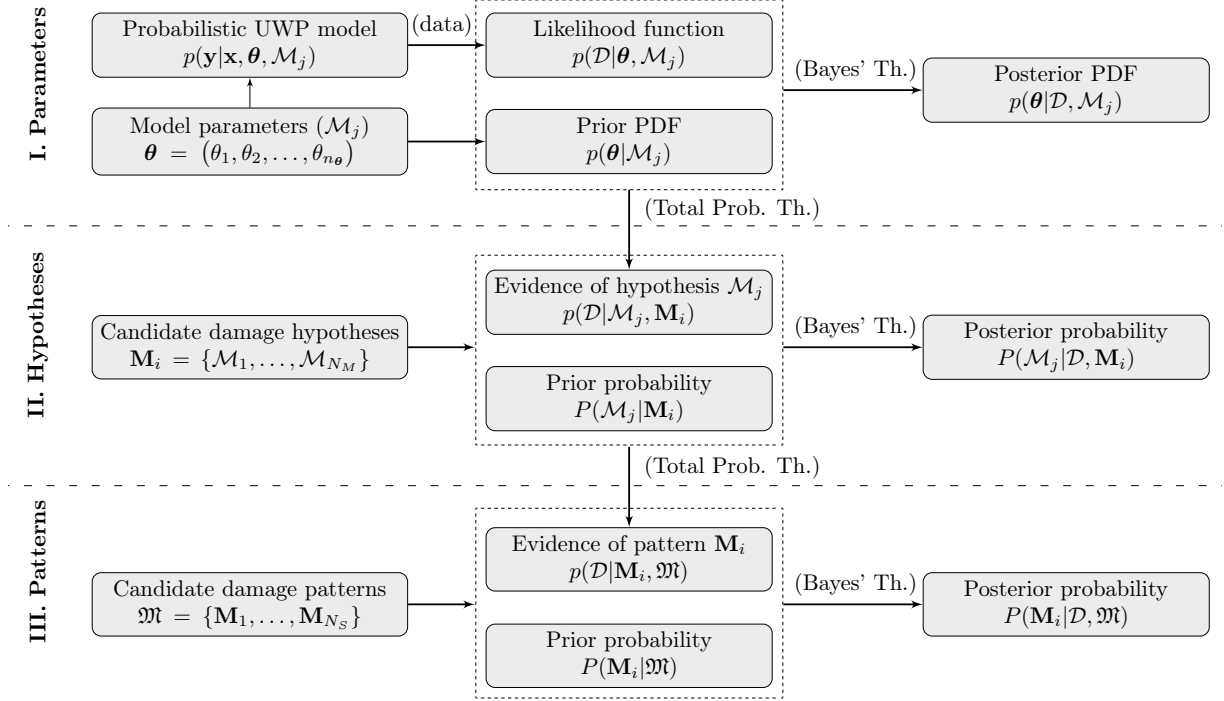 I. Parameters
Probabilistic UWP model
p(𝐲|𝐱, 𝜽, ℳ_j)
(data)
Likelihood function
p(𝒟|𝜽, ℳ_j)
(Bayes' Th.)
Posterior PDF
p(𝜽|𝒟, ℳ_j)
Model parameters (ℳ_j)
𝜽 = (θ_1, θ_2, . . . , θ_{n_𝜽})
Prior PDF
p(𝜽|ℳ_j)
(Total Prob. Th.)
II. Hypotheses
Evidence of hypothesis ℳ_j
p(𝒟|ℳ_j, 𝐌_i)
Candidate damage hypotheses
𝐌_i = {ℳ_1, . . . , ℳ_{N_M}}
(Bayes' Th.)
Posterior probability
P(ℳ_j|𝒟, 𝐌_i)
Prior probability
P(ℳ_j|𝐌_i)
(Total Prob. Th.)
III. Patterns
Evidence of pattern 𝐌_i
p(𝒟|𝐌_i, 𝔐)
Candidate damage patterns
𝔐 = {𝐌_1, . . . , 𝐌_{N_S}}
(Bayes' Th.)
Posterior probability
P(𝐌_i|𝒟, 𝔐)
Prior probability
P(𝐌_i|𝔐)